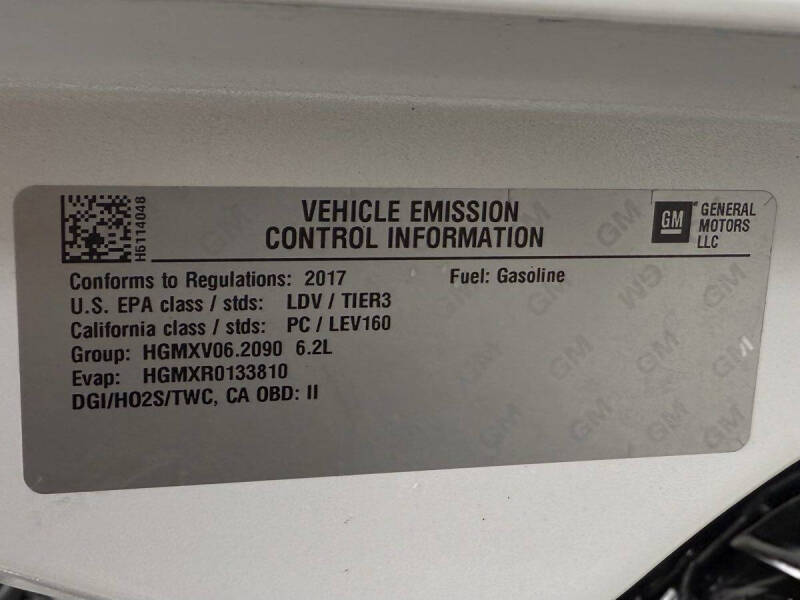 H6114048
VEHICLE EMISSION
CONTROL INFORMATION
GM
GENERAL
MOTORS
LLC
Conforms to Regulations: 2017 Fuel: Gasoline
U.S. EPA class / stds: LDV / TIER3
California class / stds: PC / LEV160
Group: HGMXV06.2090 6.2L
Evap: HGMXR0133810
DGI/HO2S/TWC, CA OBD: II